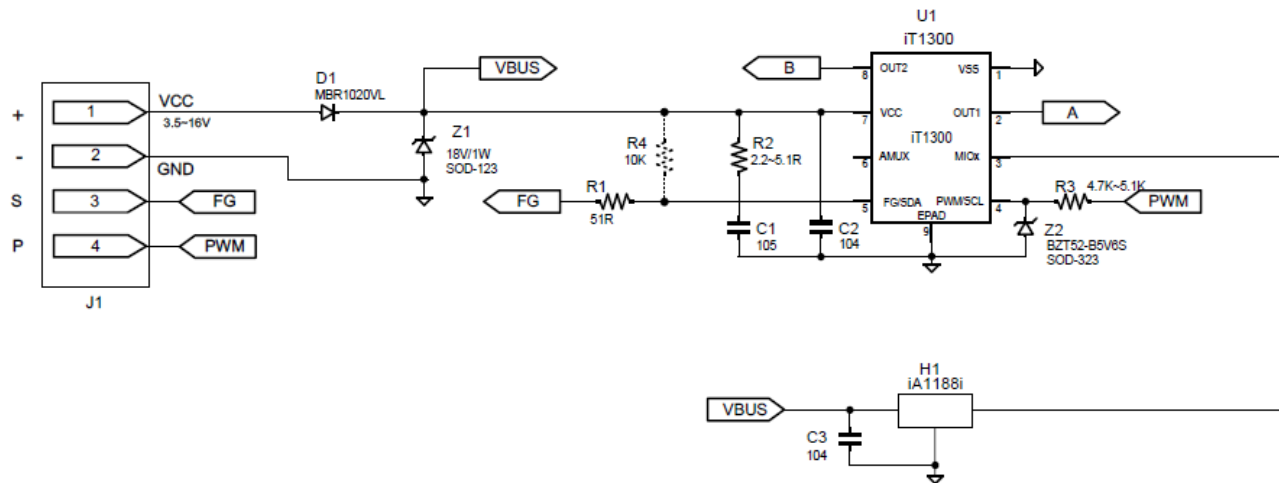 U1
iT1300
B
8
OUT2
VSS
1
VBUS
D1
MBR1020VL
+
1
VCC
3.5~16V
7
VCC
OUT1
2
A
Z1
18V/1W
SOD-123
R4
10K
R2
2.2~5.1R
iT1300
-
2
GND
6
AMUX
MIOx
3
S
3
FG
FG
R1
51R
5
FG/SDA
PWM/SCL
4
R3
4.7K~5.1K
PWM
EPAD
9
P
4
PWM
C1
105
C2
104
Z2
BZT52-B5V6S
SOD-323
J1
H1
iA1188i
VBUS
C3
104